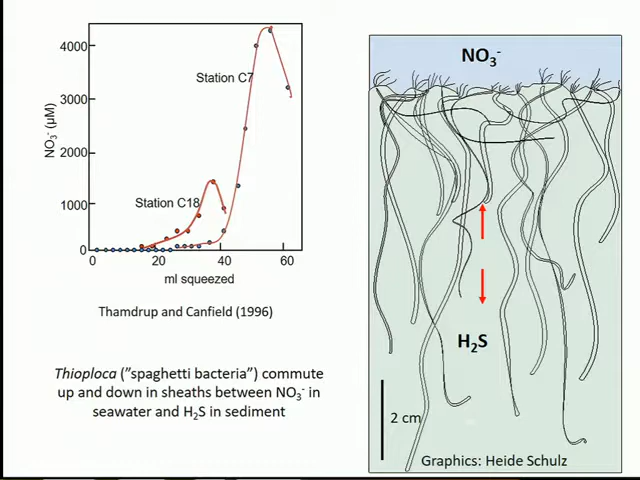 4000
3000
2000
1000
0
NO3- (µM)
Station C7
Station C18
0 20 40 60
ml squeezed
Thamdrup and Canfield (1996)
Thioploca (”spaghetti bacteria”) commute
up and down in sheaths between NO3- in
seawater and H2S in sediment
NO3-
H2S
2 cm
Graphics: Heide Schulz